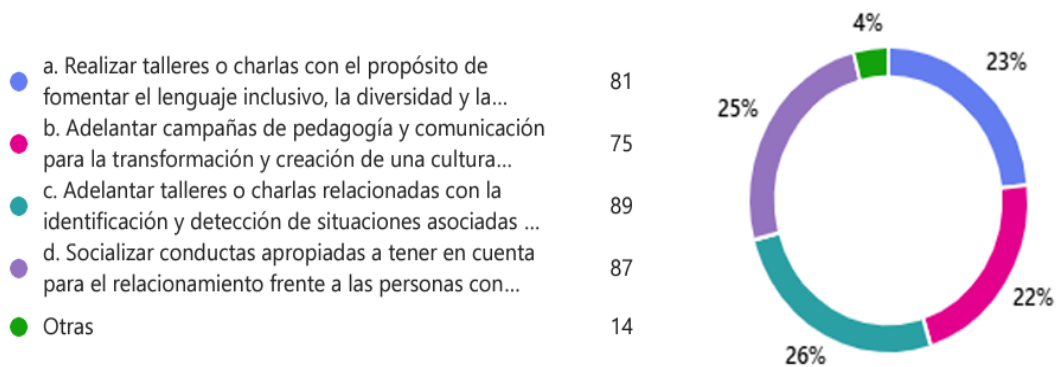 a. Realizar talleres o charlas con el propósito de
fomentar el lenguaje inclusivo, la diversidad y la...
81
b. Adelantar campañas de pedagogía y comunicación
para la transformación y creación de una cultura...
75
c. Adelantar talleres o charlas relacionadas con la
identificación y detección de situaciones asociadas ...
89
d. Socializar conductas apropiadas a tener en cuenta
para el relacionamiento frente a las personas con...
87
Otras
14
4%
23%
25%
22%
26%